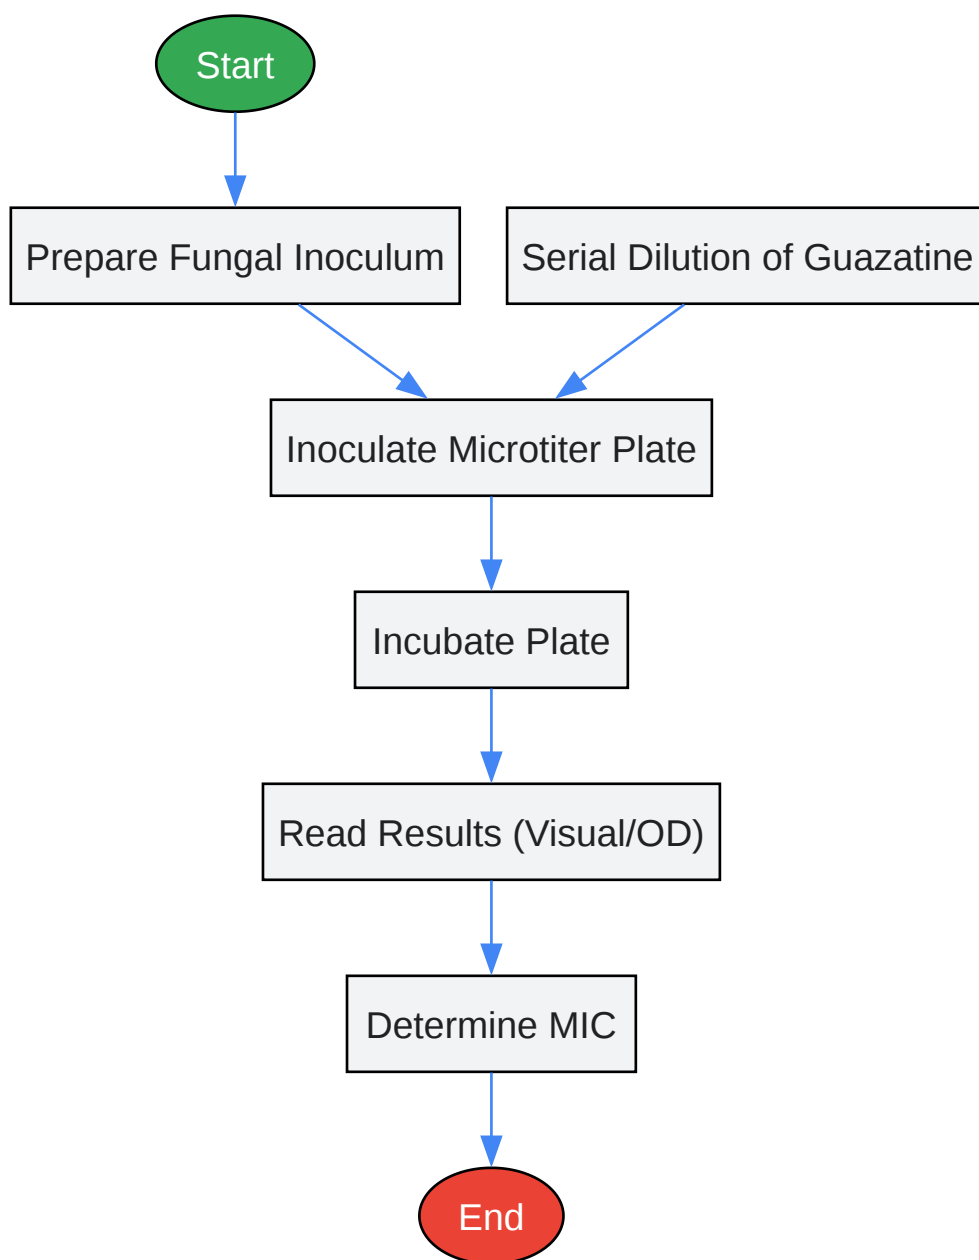 Start
Prepare Fungal Inoculum
Serial Dilution of Guazatine
Inoculate Microtiter Plate
Incubate Plate
Read Results (Visual/OD)
Determine MIC
End